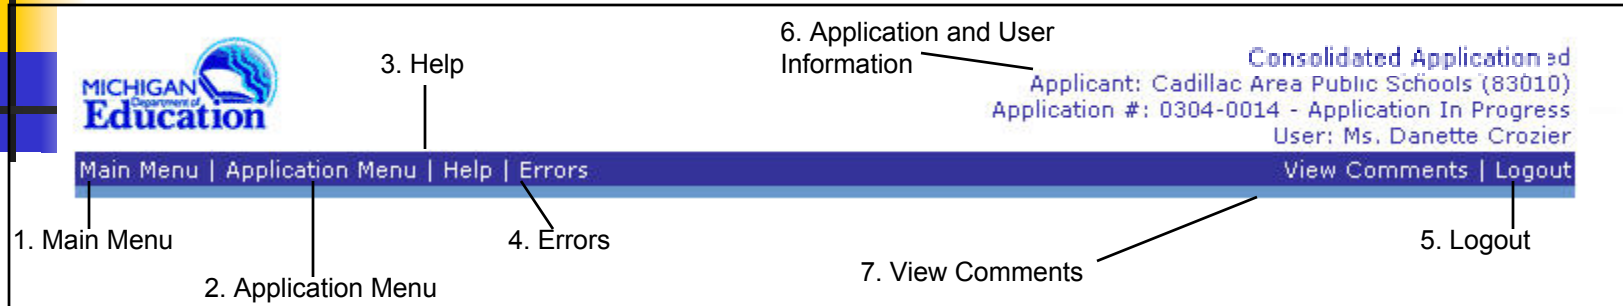 6. Application and User
Information
3. Help
MICHIGAN
Department of
Education
Consolidated Application ed
Applicant: Cadillac Area Public Schools (83010)
Application #: 0304-0014 - Application In Progress
User: Ms. Danette Crozier
Main Menu | Application Menu | Help | Errors
View Comments | Logout
1. Main Menu
4. Errors
5. Logout
7. View Comments
2. Application Menu